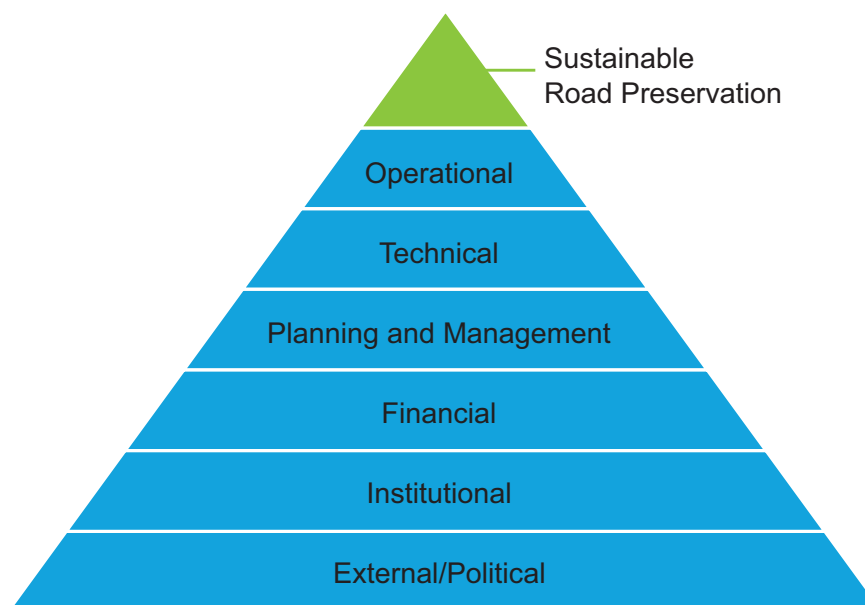 Sustainable
Road Preservation
Operational
Technical
Planning and Management
Financial
Institutional
External/Political